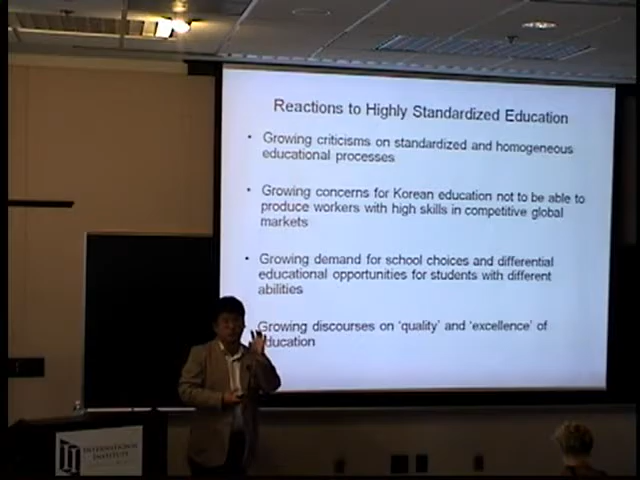 Reactions to Highly Standardized Education
• Growing criticisms on standardized and homogeneous
educational processes
• Growing concerns for Korean education not to be able to
produce workers with high skills in competitive global
markets
• Growing demand for school choices and differential
educational opportunities for students with different
abilities
Growing discourses on 'quality' and 'excellence' of
ducation
INTERNATIONAL
INSTITUTE